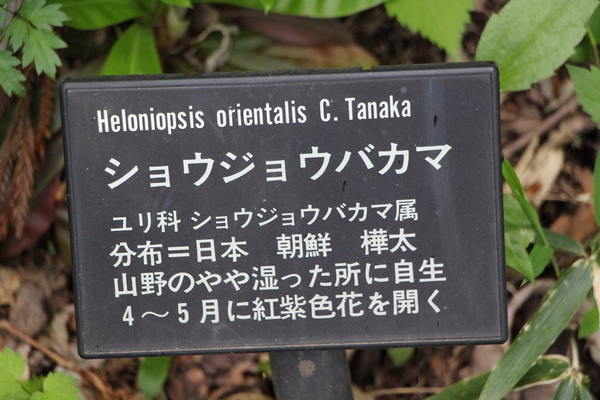 Heloniopsis orientalis C. Tanaka
ショウジョウバカマ
ユリ科 ショウジョウバカマ属
分布＝日本　朝鮮　樺太
山野のやや湿った所に自生
4～5月に紅紫色花を開く